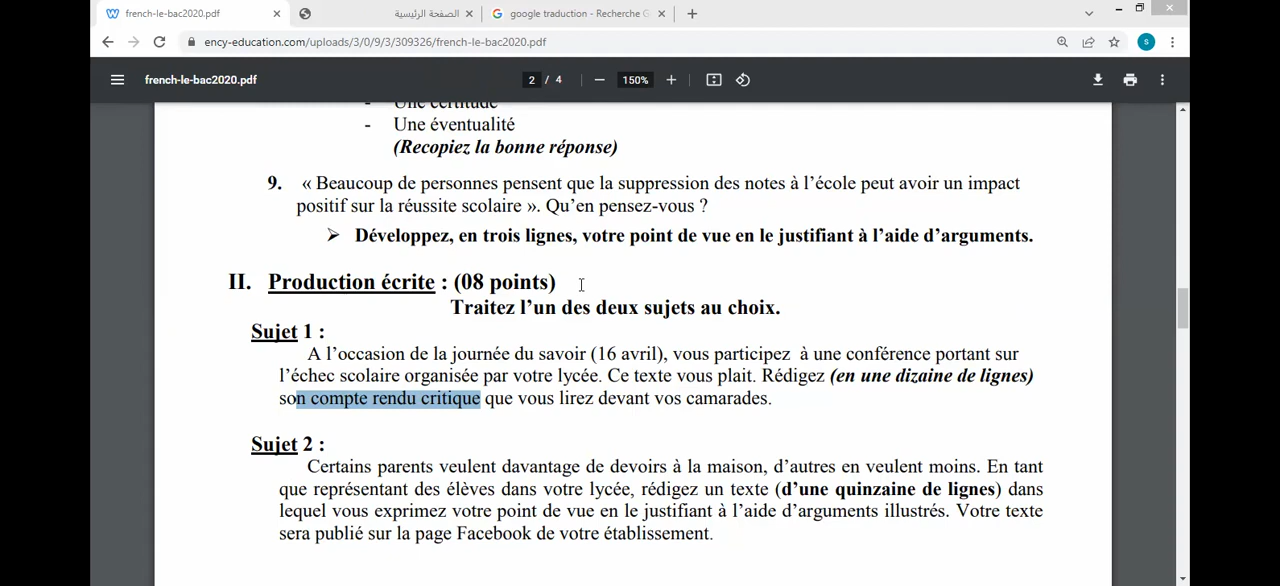 french-le-bac2020.pdf
الصفحة الرئيسية
google traduction - Recherche G
ency-education.com/uploads/3/0/9/3/309326/french-le-bac2020.pdf
s
french-le-bac2020.pdf
2 / 4
150%
- Une certitude
- Une éventualité
(Recopiez la bonne réponse)
9. « Beaucoup de personnes pensent que la suppression des notes à l’école peut avoir un impact
positif sur la réussite scolaire ». Qu’en pensez-vous ?
➢ Développez, en trois lignes, votre point de vue en le justifiant à l’aide d’arguments.
II. Production écrite : (08 points)
Traitez l’un des deux sujets au choix.
Sujet 1 :
A l’occasion de la journée du savoir (16 avril), vous participez à une conférence portant sur
l’échec scolaire organisée par votre lycée. Ce texte vous plait. Rédigez (en une dizaine de lignes)
son compte rendu critique que vous lirez devant vos camarades.
Sujet 2 :
Certains parents veulent davantage de devoirs à la maison, d’autres en veulent moins. En tant
que représentant des élèves dans votre lycée, rédigez un texte (d’une quinzaine de lignes) dans
lequel vous exprimez votre point de vue en le justifiant à l’aide d’arguments illustrés. Votre texte
sera publié sur la page Facebook de votre établissement.